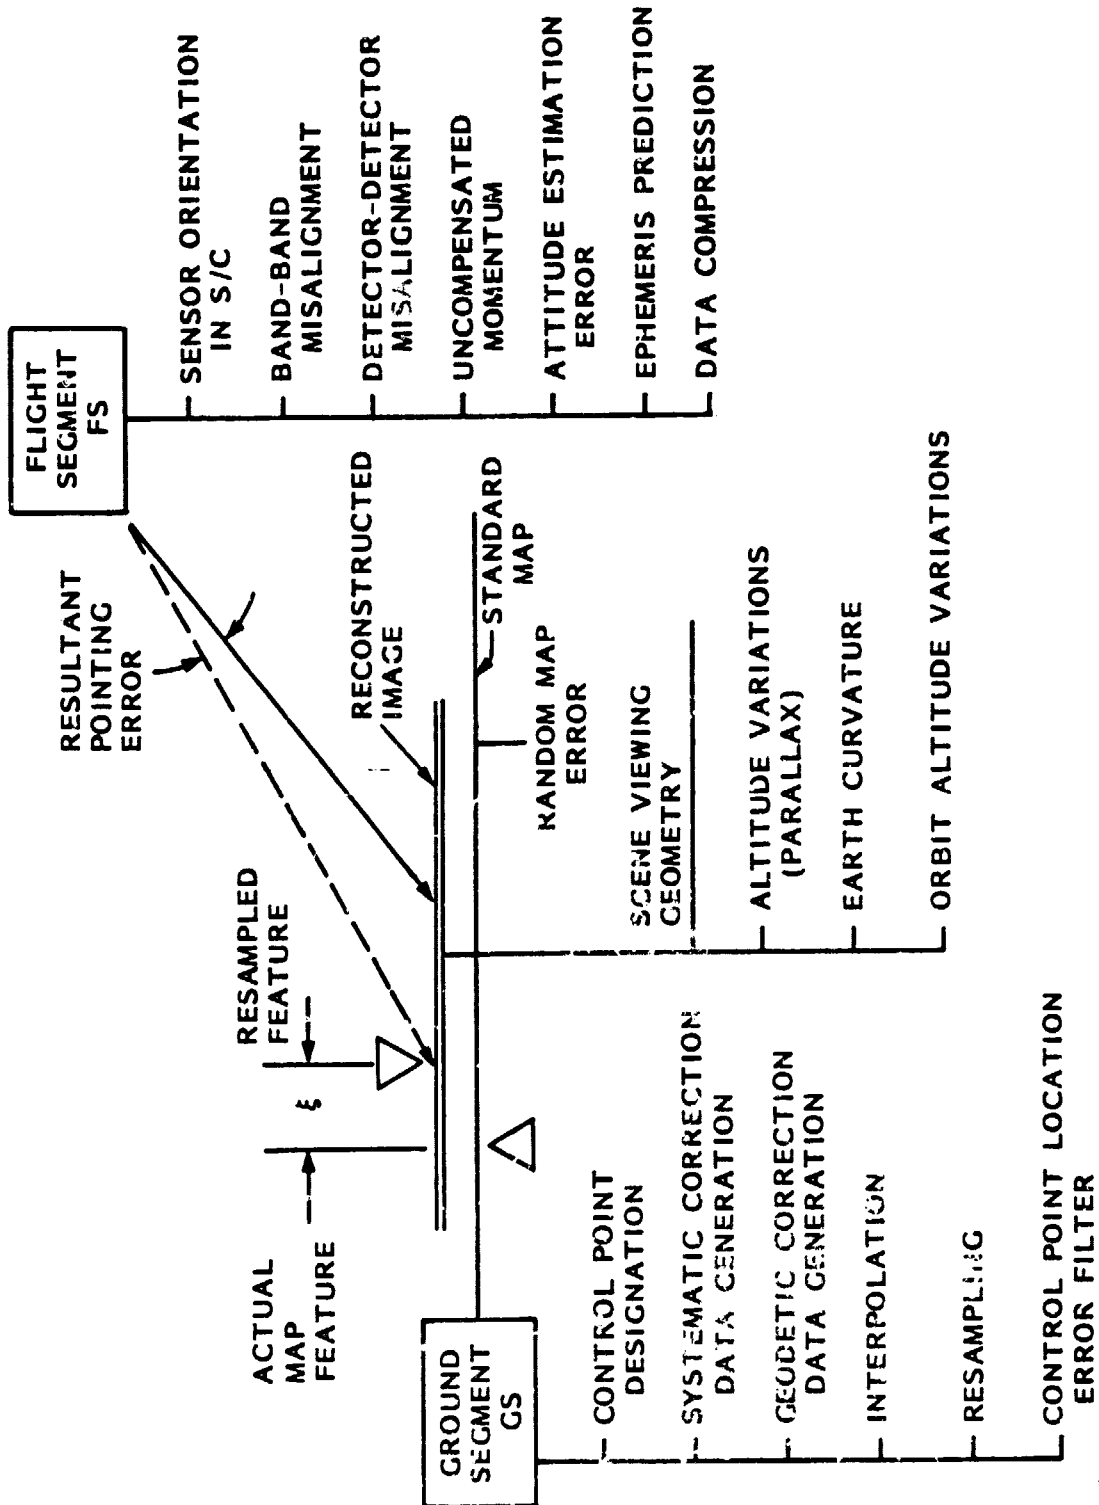 FLIGHT
SEGMENT
FS
SENSOR ORIENTATION
IN S/C
BAND-BAND
MISALIGNMENT
DETECTOR-DETECTOR
MISALIGNMENT
UNCOMPENSATED
MOMENTUM
ATTITUDE ESTIMATION
ERROR
EPHEMERIS PREDICTION
DATA COMPRESSION
RESULTANT
POINTING
ERROR
RECONSTRUCTED
IMAGE
STANDARD
MAP
RANDOM MAP
ERROR
RESAMPLED
FEATURE
ξ
ACTUAL
MAP
FEATURE
SCENE VIEWING
GEOMETRY
ALTITUDE VARIATIONS
(PARALLAX)
EARTH CURVATURE
ORBIT ALTITUDE VARIATIONS
GROUND
SEGMENT
GS
CONTROL POINT
DESIGNATION
SYSTEMATIC CORRECTION
DATA GENERATION
GEODETIC CORRECTION
DATA GENERATION
INTERPOLATION
RESAMPLING
CONTROL POINT LOCATION
ERROR FILTER